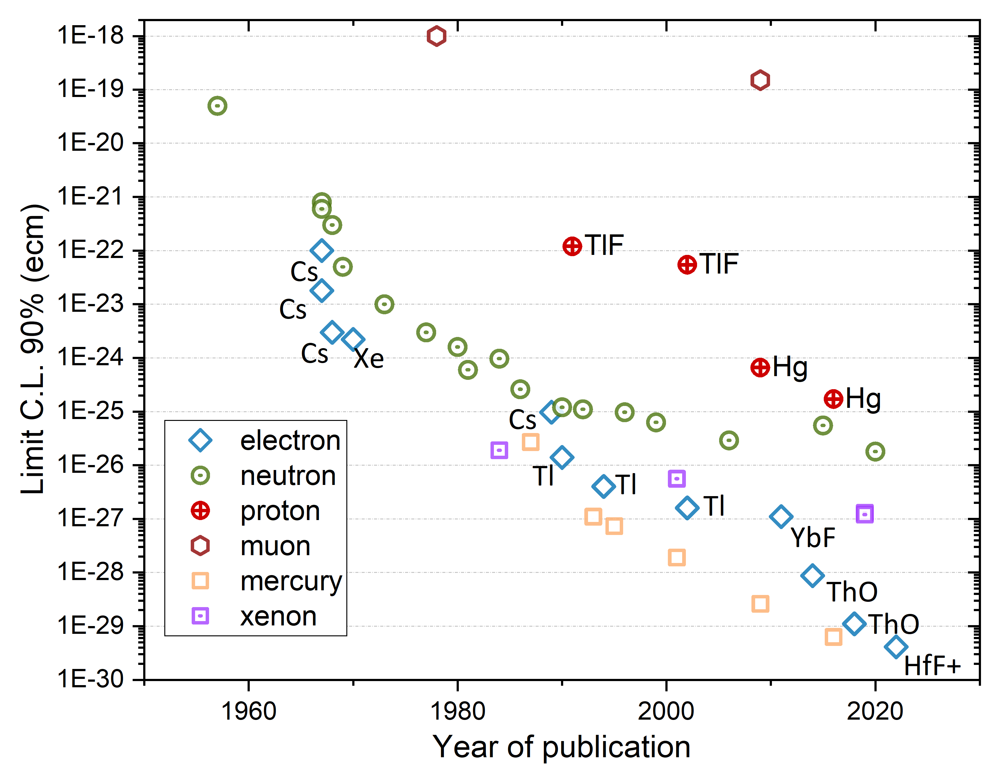 1E-18
1E-19
1E-20
1E-21
1E-22
1E-23
1E-24
1E-25
1E-26
1E-27
1E-28
1E-29
1E-30
Limit C.L. 90% (ecm)
TlF
TlF
Cs
Cs
Cs
Xe
Hg
Hg
Cs
Tl
Tl
Tl
YbF
ThO
ThO
HfF+
electron
neutron
proton
muon
mercury
xenon
1960
1980
2000
2020
Year of publication